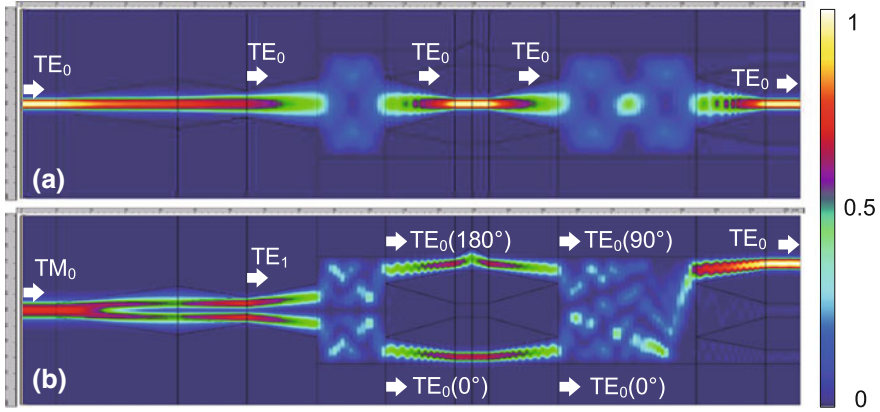 TE₀
TE₀
TE₀
TE₀
TE₀
(a)
TM₀
TE₁
TE₀(180°)
TE₀(90°)
TE₀
TE₀(0°)
TE₀(0°)
(b)
1
0.5
0